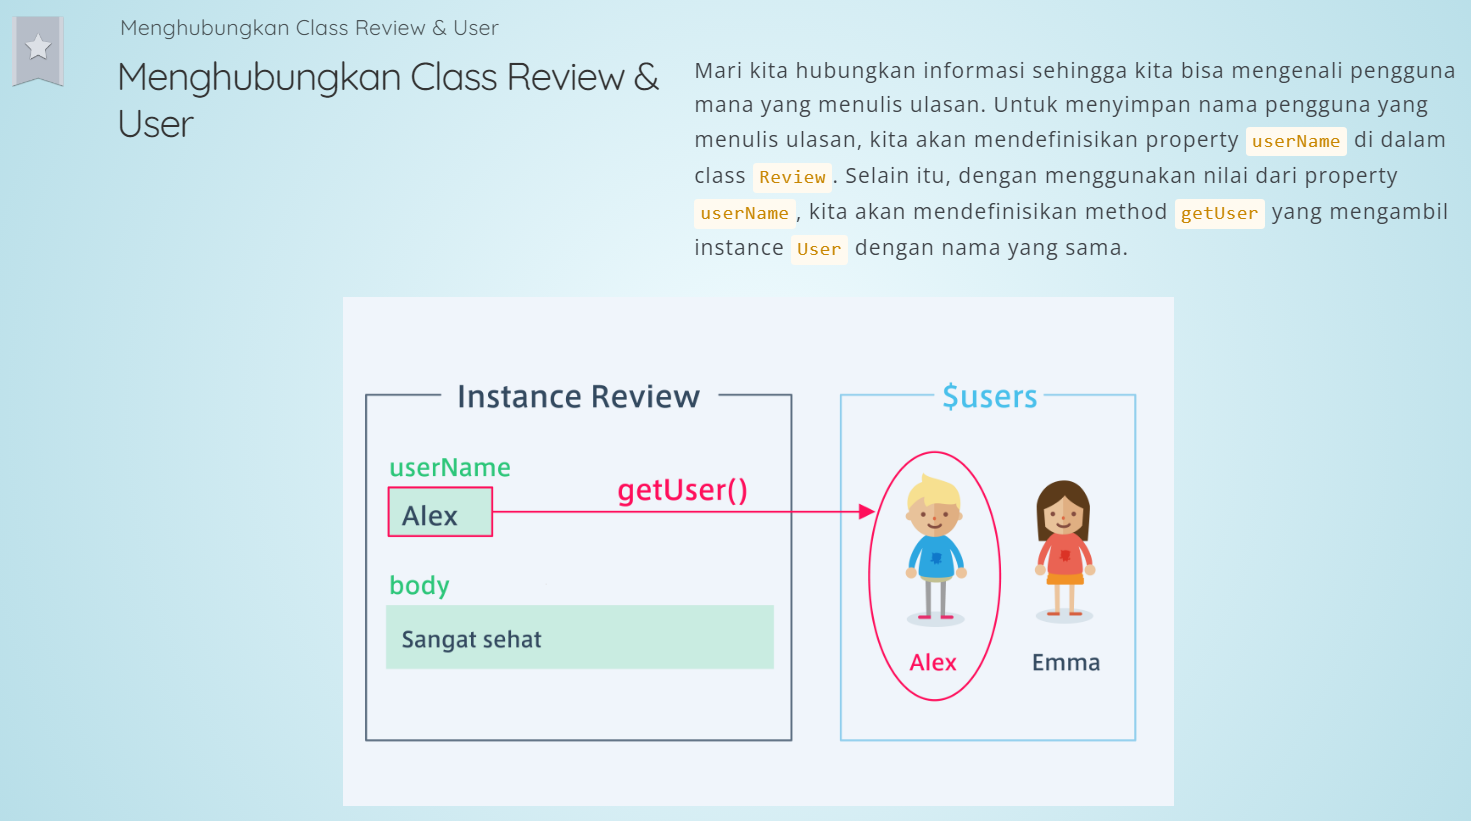 Menghubungkan Class Review & User
Menghubungkan Class Review &
User
Mari kita hubungkan informasi sehingga kita bisa mengenali pengguna
mana yang menulis ulasan. Untuk menyimpan nama pengguna yang
menulis ulasan, kita akan mendefinisikan property userName di dalam
class Review. Selain itu, dengan menggunakan nilai dari property
userName, kita akan mendefinisikan method getUser yang mengambil
instance User dengan nama yang sama.
Instance Review
$users
userName
getUser()
Alex
body
Sangat sehat
Alex
Emma